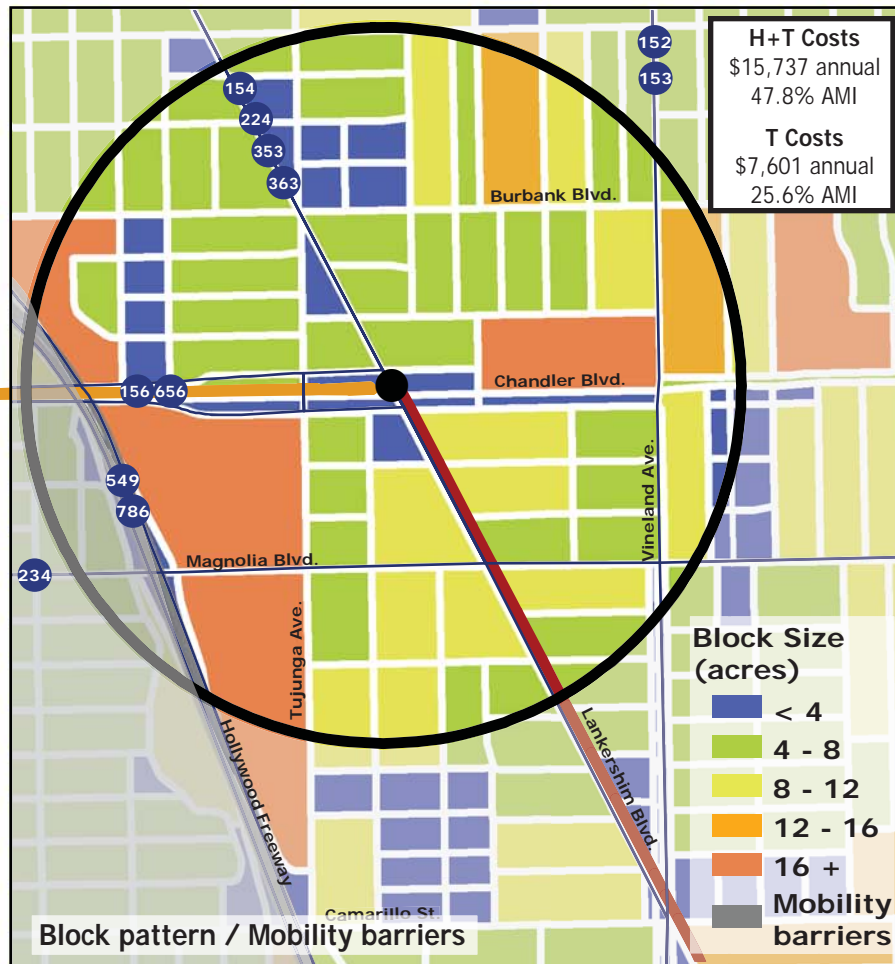 H+T Costs
$15,737 annual
47.8% AMI
T Costs
$7,601 annual
25.6% AMI
152
153
154
224
353
363
Burbank Blvd.
156
656
Chandler Blvd.
549
786
Vineland Ave.
234
Magnolia Blvd.
Tujunga Ave.
Hollywood Freeway
Lankershim Blvd.
Camarillo St.
Block Size
(acres)
< 4
4 - 8
8 - 12
12 - 16
16 +
Mobility
barriers
Block pattern / Mobility barriers